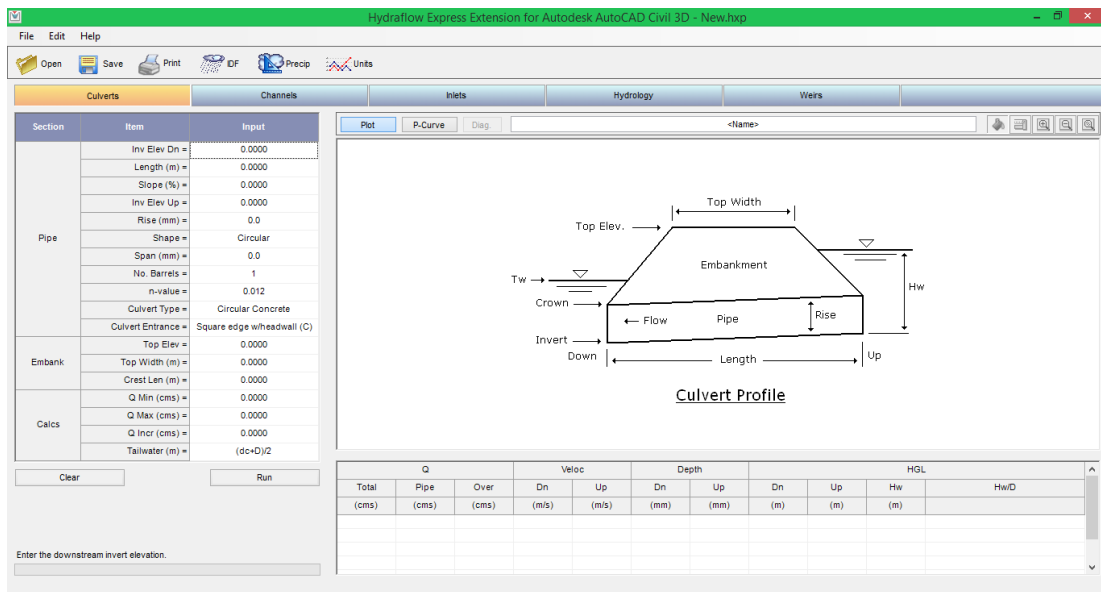 Hydraflow Express Extension for Autodesk AutoCAD Civil 3D - New.hxp
File Edit Help
Open Save Print IDF Precip Units
Culverts Channels Inlets Hydrology Weirs
Section Item Input
Pipe
Inv Elev Dn = 0.0000
Length (m) = 0.0000
Slope (%) = 0.0000
Inv Elev Up = 0.0000
Rise (mm) = 0.0
Shape = Circular
Span (mm) = 0.0
No. Barrels = 1
n-value = 0.012
Culvert Type = Circular Concrete
Culvert Entrance = Square edge w/headwall (C)
Embank
Top Elev = 0.0000
Top Width (m) = 0.0000
Crest Len (m) = 0.0000
Calcs
Q Min (cms) = 0.0000
Q Max (cms) = 0.0000
Q Incr (cms) = 0.0000
Tailwater (m) = (dc+D)/2
Clear Run
Enter the downstream invert elevation.
Plot P-Curve Diag. <Name>
Top Width
Top Elev.
Embankment
Tw
Hw
Crown
Flow Pipe Rise
Invert
Down Length Up
Culvert Profile
Q Veloc Depth HGL
Total Pipe Over Dn Up Dn Up Dn Up Hw Hw/D
(cms) (cms) (cms) (m/s) (m/s) (mm) (mm) (m) (m) (m)